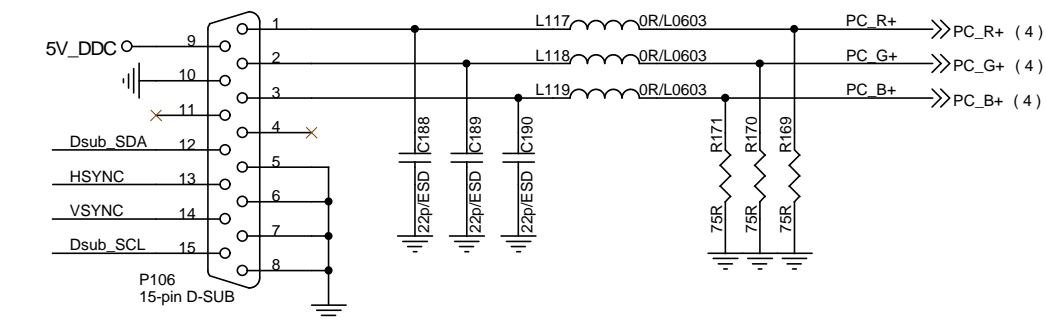 1 L117 0R/L0603 PC_R+ PC_R+ (4)
5V_DDC 9
2 L118 0R/L0603 PC_G+ PC_G+ (4)
10
3 L119 0R/L0603 PC_B+ PC_B+ (4)
11
4
Dsub_SDA 12
5
HSYNC 13
6
VSYNC 14
7
Dsub_SCL 15
8
P106
15-pin D-SUB
C188
22p/ESD
C189
22p/ESD
C190
22p/ESD
R171
75R
R170
75R
R169
75R